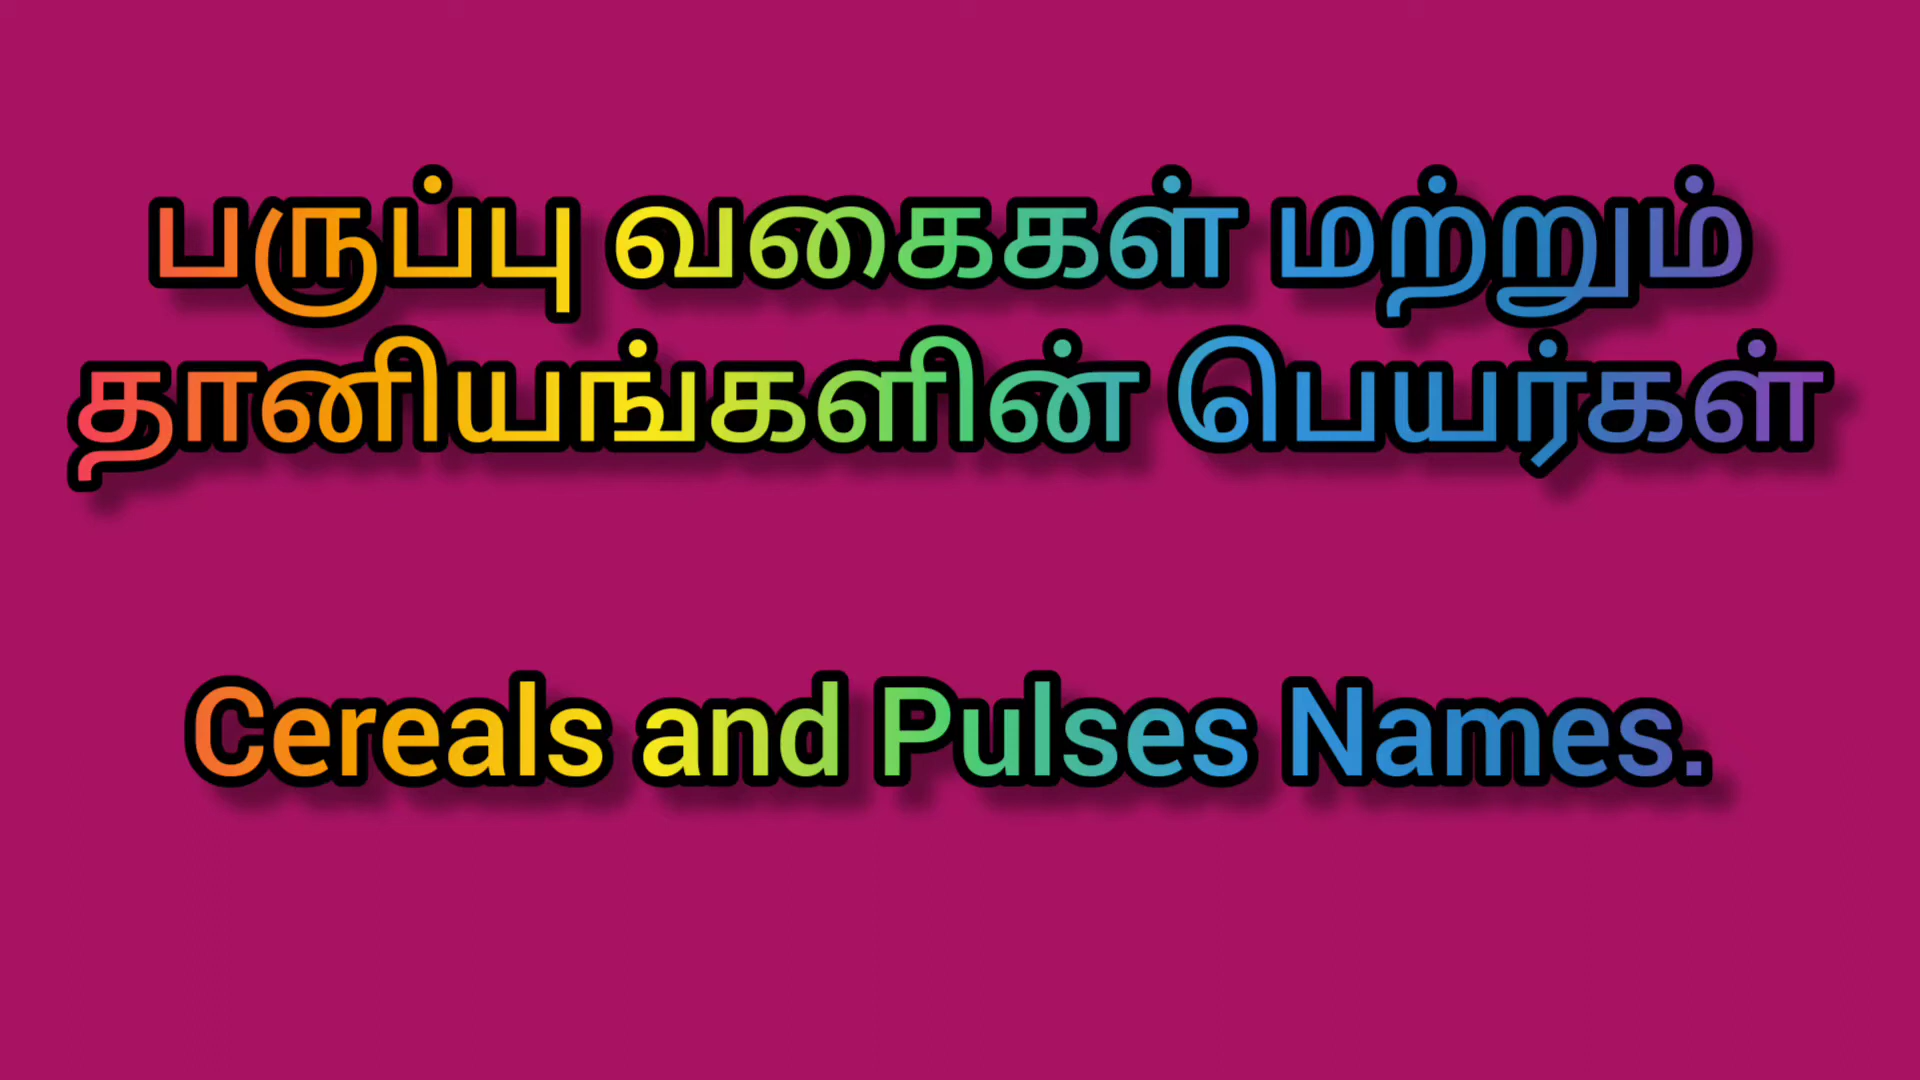 பருப்பு வகைகள் மற்றும்
தானியங்களின் பெயர்கள்
Cereals and Pulses Names.